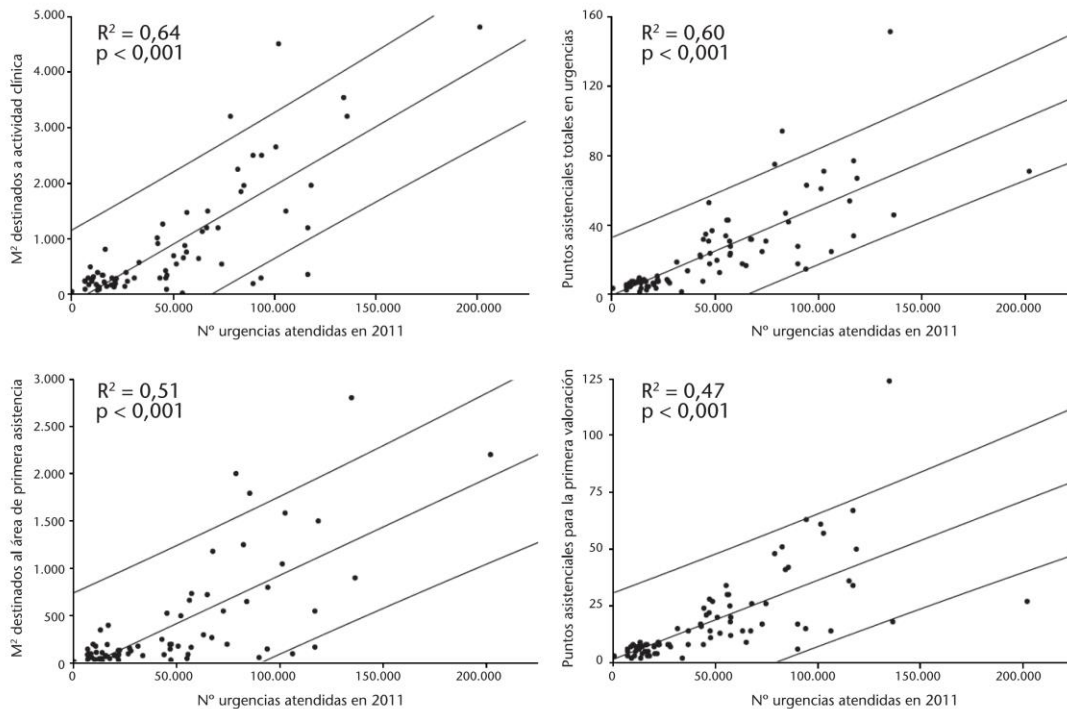 R² = 0,64
p < 0,001
M² destinados a actividad clínica
5.000
4.000
3.000
2.000
1.000
0
0
50.000
100.000
150.000
200.000
Nº urgencias atendidas en 2011
R² = 0,60
p < 0,001
Puntos asistenciales totales en urgencias
160
120
80
40
0
0
50.000
100.000
150.000
200.000
Nº urgencias atendidas en 2011
R² = 0,51
p < 0,001
M² destinados al área de primera asistencia
3.000
2.000
1.500
1.000
500
0
0
50.000
100.000
150.000
200.000
Nº urgencias atendidas en 2011
R² = 0,47
p < 0,001
Puntos asistenciales para la primera valoración
125
100
75
50
25
0
0
50.000
100.000
150.000
200.000
Nº urgencias atendidas en 2011